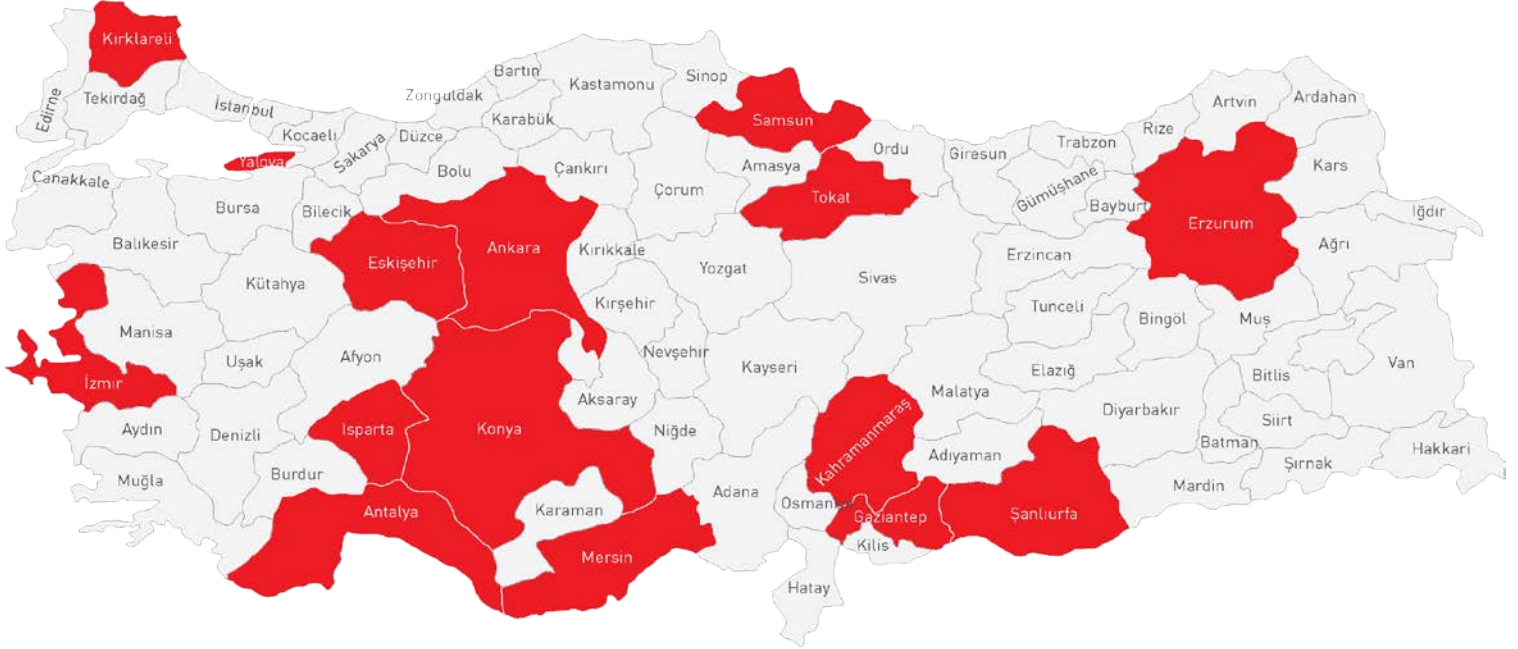 Kırklareli
Edirne
Tekirdağ
İstanbul
Kocaeli
Yalova
Sakarya
Düzce
Zonguldak
Bartın
Karabük
Kastamonu
Sinop
Samsun
Bolu
Çankırı
Çorum
Amasya
Tokat
Ordu
Giresun
Trabzon
Gümüşhane
Bayburt
Rize
Artvin
Ardahan
Kars
Erzurum
Iğdır
Ağrı
Çanakkale
Balıkesir
Bursa
Bilecik
Kütahya
Eskişehir
Ankara
Kırıkkale
Kırşehir
Yozgat
Sivas
Erzincan
Tunceli
Bingöl
Muş
Manisa
İzmir
Uşak
Afyon
Nevşehir
Kayseri
Malatya
Elazığ
Bitlis
Van
Aydın
Denizli
Isparta
Konya
Aksaray
Niğde
Kahramanmaraş
Adıyaman
Diyarbakır
Batman
Siirt
Şırnak
Hakkari
Muğla
Burdur
Antalya
Karaman
Mersin
Adana
Gaziantep
Kilis
Şanlıurfa
Mardin
Hatay